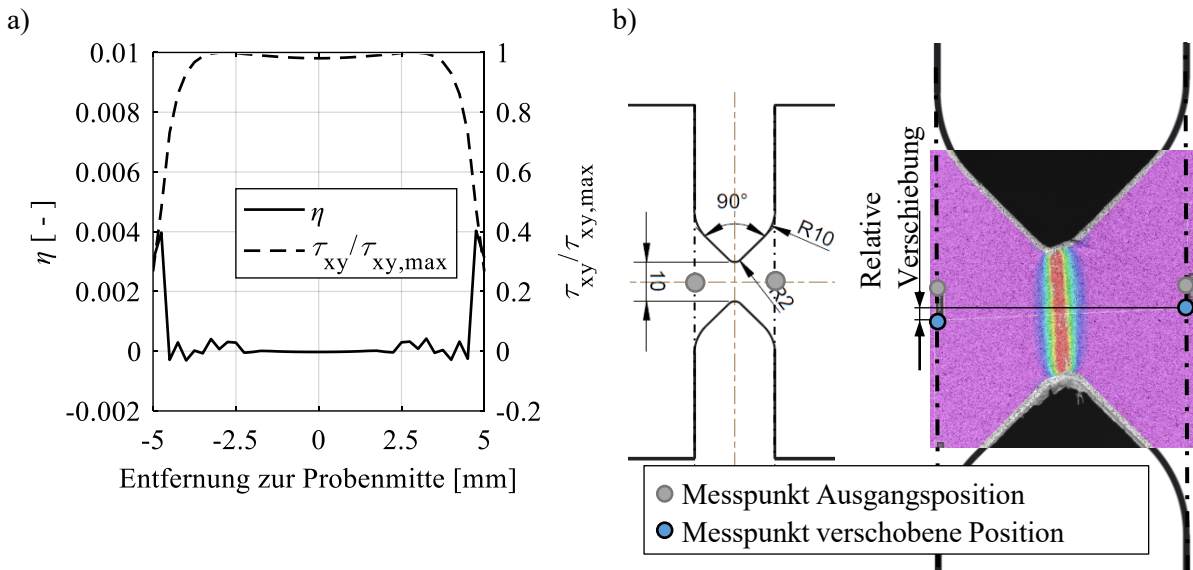 a)
0.01
0.008
0.006
0.004
0.002
0
-0.002
η [ - ]
1
0.8
0.6
0.4
0.2
0
-0.2
τxy/τxy,max
η
τxy/τxy,max
-5
-2.5
0
2.5
5
Entfernung zur Probenmitte [mm]
b)
90°
R10
10
R2
Relative
Verschiebung
Messpunkt Ausgangsposition
Messpunkt verschobene Position